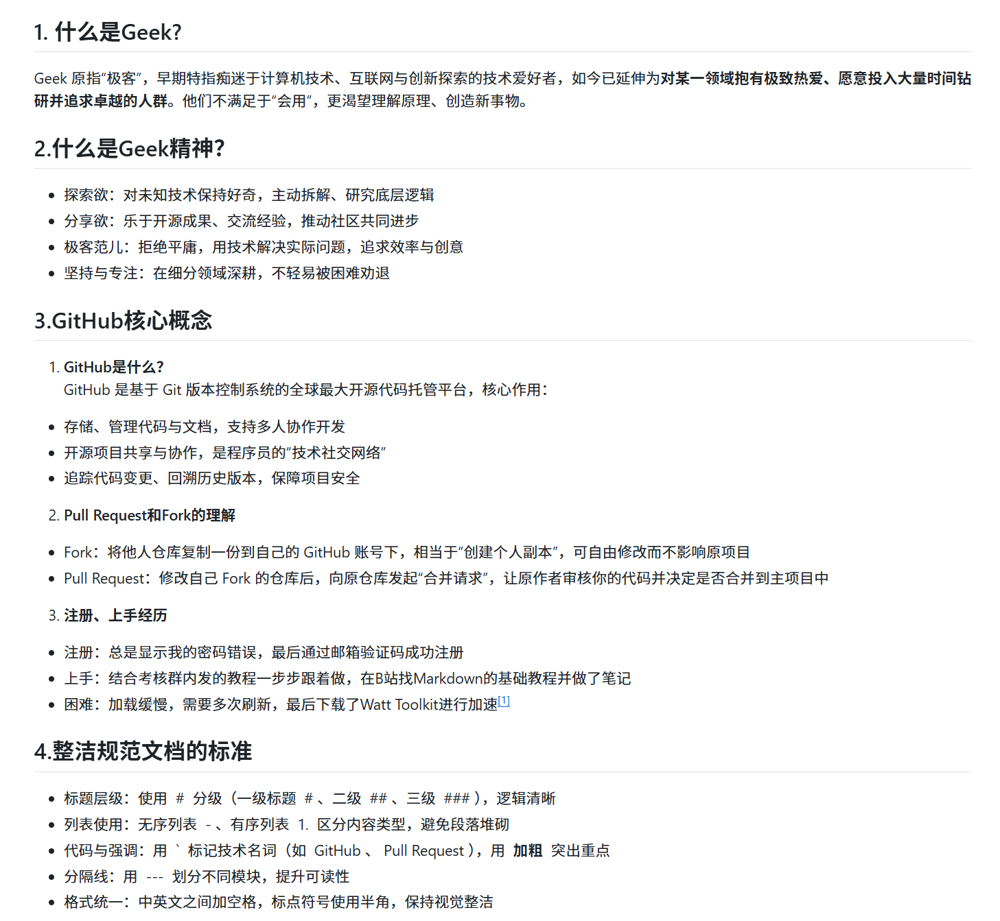 1. 什么是Geek?
Geek 原指“极客”，早期特指痴迷于计算机技术、互联网与创新探索的技术爱好者，如今已延伸为对某一领域抱有极致热爱、愿意投入大量时间钻
研并追求卓越的人群。他们不满足于“会用”，更渴望理解原理、创造新事物。
2.什么是Geek精神？
• 探索欲：对未知技术保持好奇，主动拆解、研究底层逻辑
• 分享欲：乐于开源成果、交流经验，推动社区共同进步
• 极客范儿：拒绝平庸，用技术解决实际问题，追求效率与创意
• 坚持与专注：在细分领域深耕，不轻易被困难劝退
3.GitHub核心概念
1. GitHub是什么？
GitHub 是基于 Git 版本控制系统的全球最大开源代码托管平台，核心作用：
• 存储、管理代码与文档，支持多人协作开发
• 开源项目共享与协作，是程序员的“技术社交网络”
• 追踪代码变更、回溯历史版本，保障项目安全
2. Pull Request和Fork的理解
• Fork：将他人仓库复制一份到自己的 GitHub 账号下，相当于“创建个人副本”，可自由修改而不影响原项目
• Pull Request：修改自己 Fork 的仓库后，向原仓库发起“合并请求”，让原作者审核你的代码并决定是否合并到主项目中
3. 注册、上手经历
• 注册：总是显示我的密码错误，最后通过邮箱验证码成功注册
• 上手：结合考核群内发的教程一步步跟着做，在B站找Markdown的基础教程并做了笔记
• 困难：加载缓慢，需要多次刷新，最后下载了Watt Toolkit进行加速[1]
4.整洁规范文档的标准
• 标题层级：使用 # 分级（一级标题 # 、二级 ## 、三级 ### ），逻辑清晰
• 列表使用：无序列表 - 、有序列表 1. 区分内容类型，避免段落堆砌
• 代码与强调：用 ` 标记技术名词（如 GitHub 、 Pull Request ），用 加粗 突出重点
• 分隔线：用 --- 划分不同模块，提升可读性
• 格式统一：中英文之间加空格，标点符号使用半角，保持视觉整洁